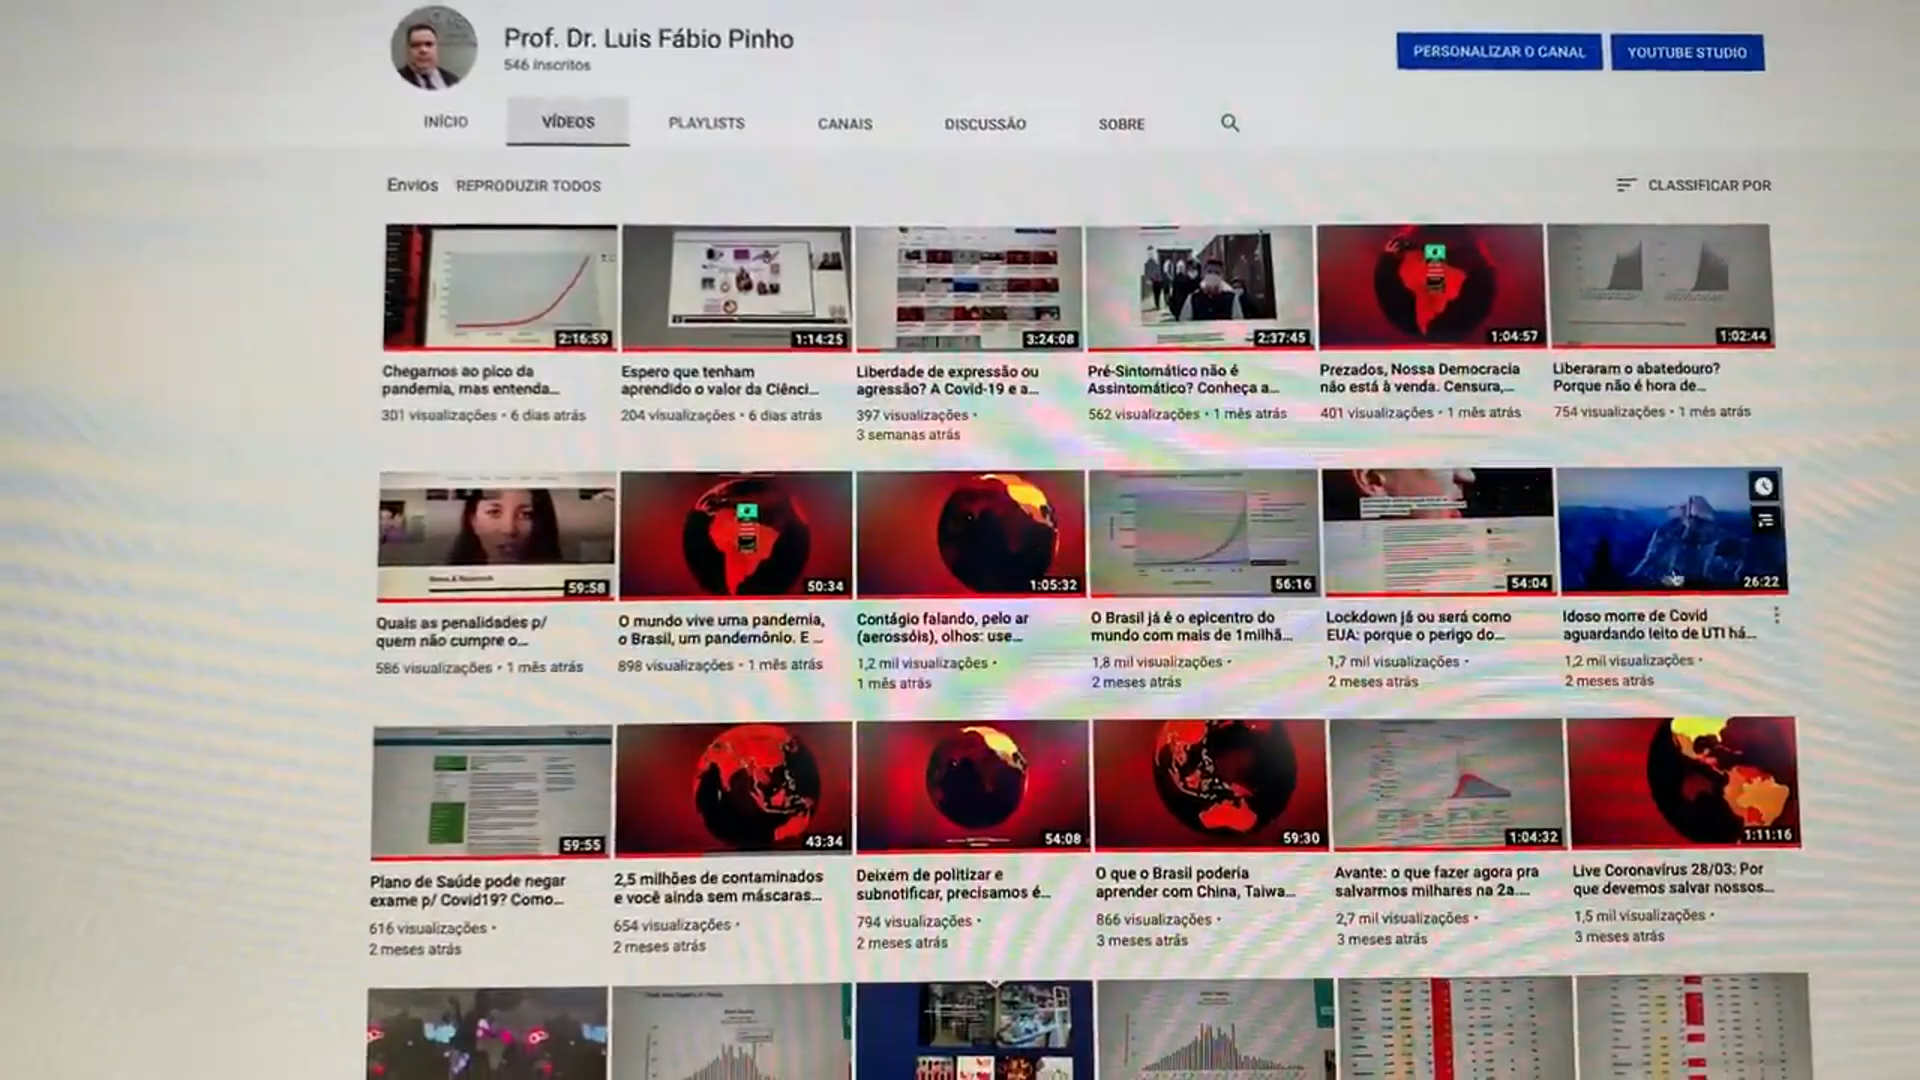 Prof. Dr. Luis Fábio Pinho
546 inscritos
PERSONALIZAR O CANAL
YOUTUBE STUDIO
INÍCIO
VÍDEOS
PLAYLISTS
CANAIS
DISCUSSÃO
SOBRE
Envios
REPRODUZIR TODOS
CLASSIFICAR POR
2:16:59
1:14:25
3:24:08
2:37:45
1:04:57
1:02:44
Chegamos ao pico da
pandemia, mas entenda...
301 visualizações • 6 dias atrás
Espero que tenham
aprendido o valor da Ciênci...
204 visualizações • 6 dias atrás
Liberdade de expressão ou
agressão? A Covid-19 e a...
397 visualizações •
3 semanas atrás
Pré-Sintomático não é
Assintomático? Conheça a...
562 visualizações • 1 mês atrás
Prezados, Nossa Democracia
não está à venda. Censura,...
401 visualizações • 1 mês atrás
Liberaram o abatedouro?
Porque não é hora de...
754 visualizações • 1 mês atrás
59:58
50:34
1:05:32
56:16
54:04
26:22
Quais as penalidades p/
quem não cumpre o...
586 visualizações • 1 mês atrás
O mundo vive uma pandemia,
o Brasil, um pandemônio. E ...
898 visualizações • 1 mês atrás
Contágio falando, pelo ar
(aerossóis), olhos: use...
1,2 mil visualizações •
1 mês atrás
O Brasil já é o epicentro do
mundo com mais de 1milhã...
1,8 mil visualizações •
2 meses atrás
Lockdown já ou será como
EUA: porque o perigo do...
1,7 mil visualizações •
2 meses atrás
Idoso morre de Covid
aguardando leito de UTI há...
1,2 mil visualizações •
2 meses atrás
59:55
43:34
54:08
59:30
1:04:32
1:11:16
Plano de Saúde pode negar
exame p/ Covid19? Como...
616 visualizações •
2 meses atrás
2,5 milhões de contaminados
e você ainda sem máscaras...
654 visualizações •
2 meses atrás
Deixem de politizar e
subnotificar, precisamos é...
794 visualizações •
2 meses atrás
O que o Brasil poderia
aprender com China, Taiwa...
866 visualizações •
3 meses atrás
Avante: o que fazer agora pra
salvarmos milhares na 2a....
2,7 mil visualizações •
3 meses atrás
Live Coronavírus 28/03: Por
que devemos salvar nossos...
1,5 mil visualizações •
3 meses atrás